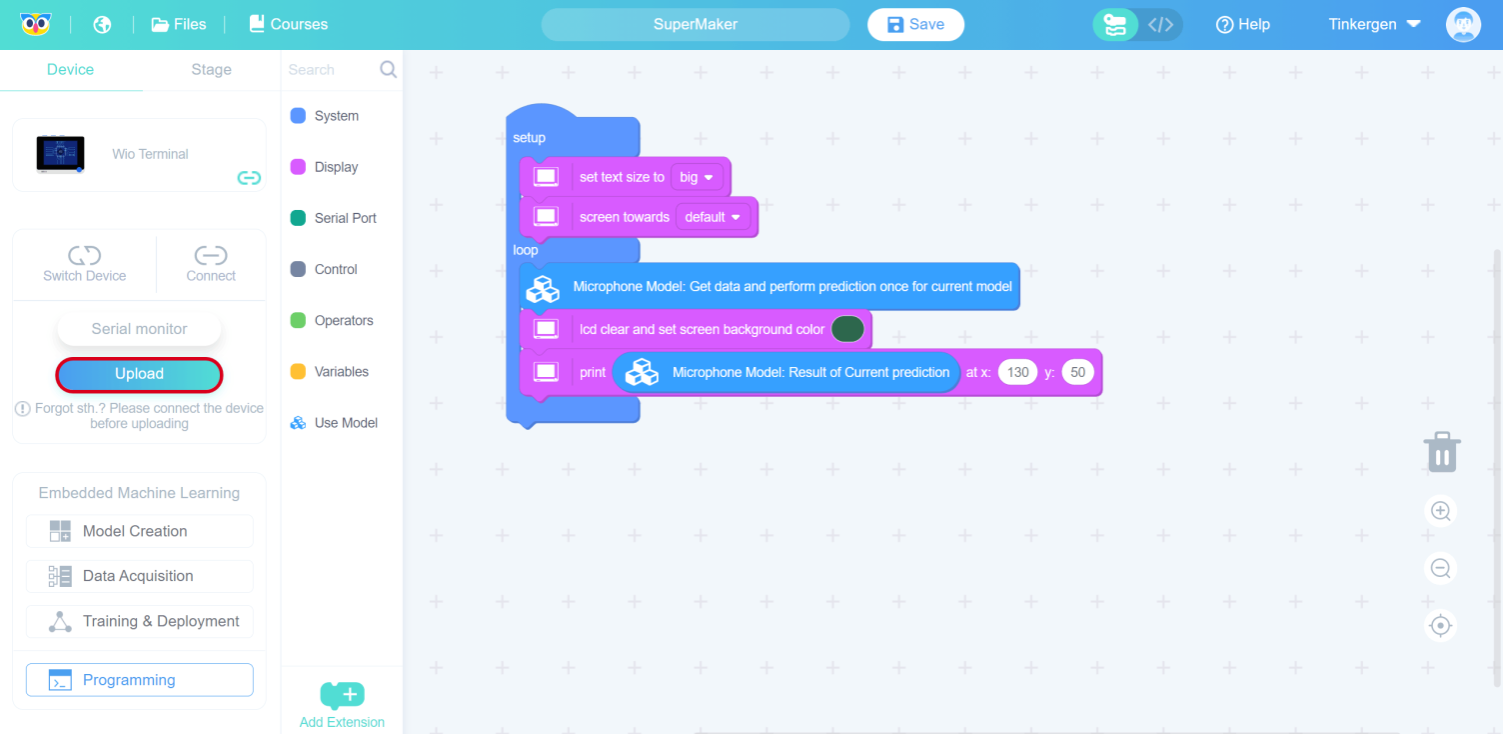 Files
Courses
SuperMaker
Save
</>
Help
Tinkergen
Device
Stage
Search
Wio Terminal
Switch Device
Connect
Serial monitor
Upload
Forgot sth.? Please connect the device
before uploading
Embedded Machine Learning
Model Creation
Data Acquisition
Training & Deployment
Programming
System
Display
Serial Port
Control
Operators
Variables
Use Model
Add Extension
setup
set text size to big
screen towards default
loop
Microphone Model: Get data and perform prediction once for current model
lcd clear and set screen background color
print Microphone Model: Result of Current prediction at x: 130 y: 50